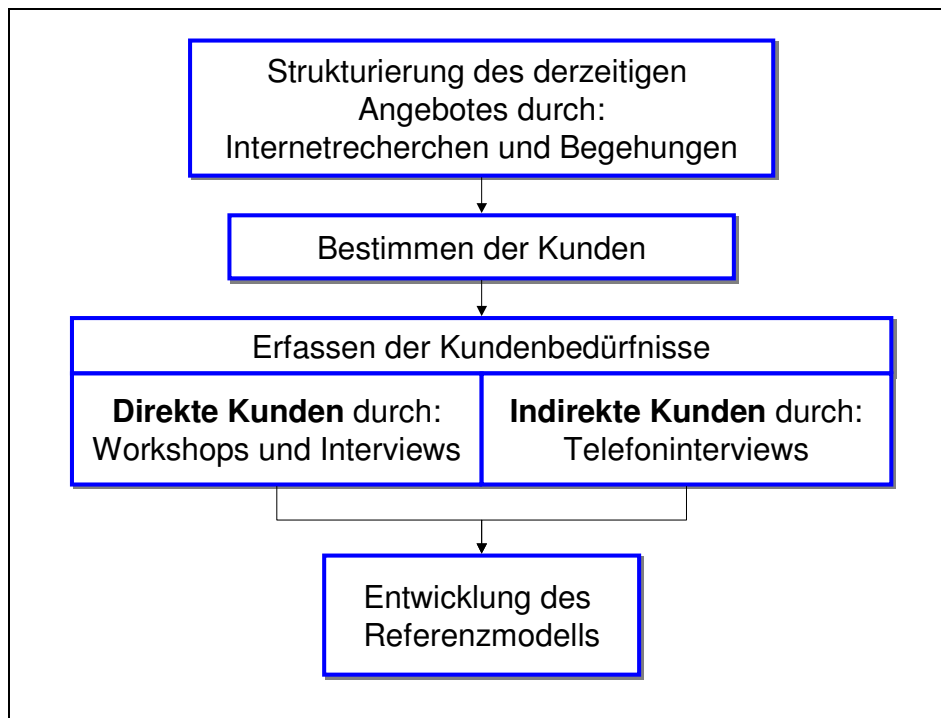 Strukturierung des derzeitigen
Angebotes durch:
Internetrecherchen und Begehungen
Bestimmen der Kunden
Erfassen der Kundenbedürfnisse
Direkte Kunden durch:
Workshops und Interviews
Indirekte Kunden durch:
Telefoninterviews
Entwicklung des
Referenzmodells